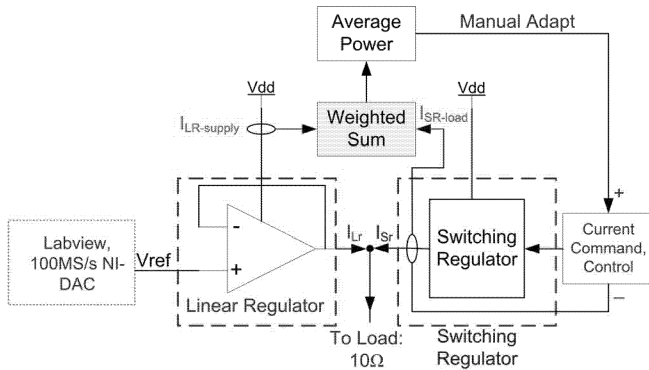 Average
Power
Manual Adapt
Vdd
Vdd
ILR-supply
Weighted
Sum
ISR-load
+
-
+
Labview,
100MS/s NI-
DAC
Vref
ILr
ISr
Switching
Regulator
Current
Command,
Control
−
Linear Regulator
To Load:
10Ω
Switching
Regulator